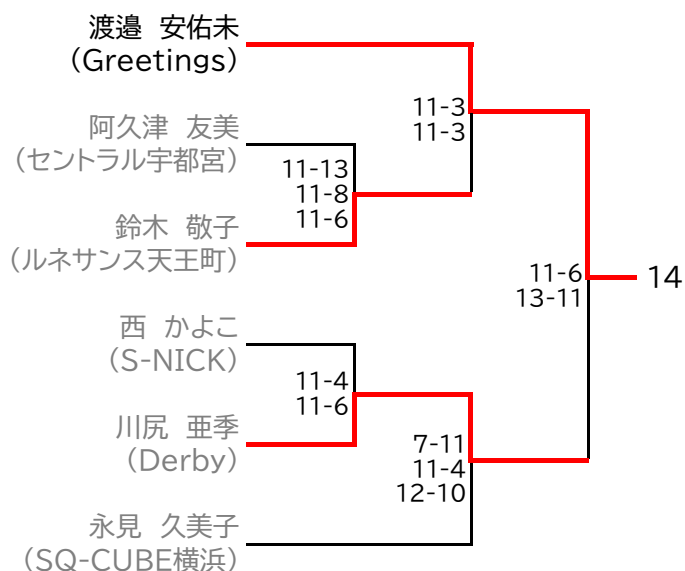 渡邉 安佑未
(Greetings)
11-3
11-3
阿久津 友美
(セントラル宇都宮)
11-13
11-8
11-6
鈴木 敬子
(ルネサンス天王町)
11-6
13-11
14
西 かよこ
(S-NICK)
11-4
11-6
川尻 亜季
(Derby)
7-11
11-4
12-10
永見 久美子
(SQ-CUBE横浜)